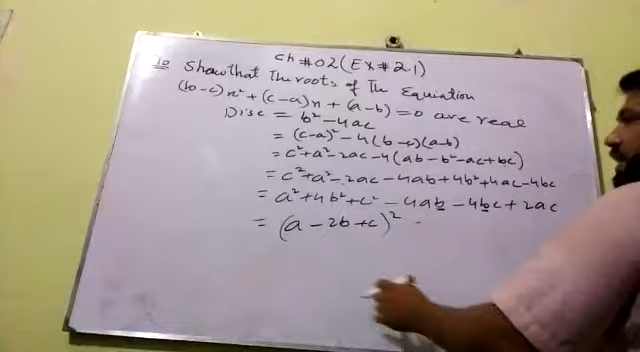 Ch #02(EX#2.1)
10 Show that The roots of The Equation
(b-c)x²+(c-a)x+(a-b)=0 are real
Disc = b²-4ac
= (c-a)²-4(b-c)(a-b)
= c²+a²-2ac-4(ab-b²-ac+bc)
= c²+a²-2ac-4ab+4b²+4ac-4bc
= a²+4b²+c²-4ab-4bc+2ac
= (a-2b+c)²